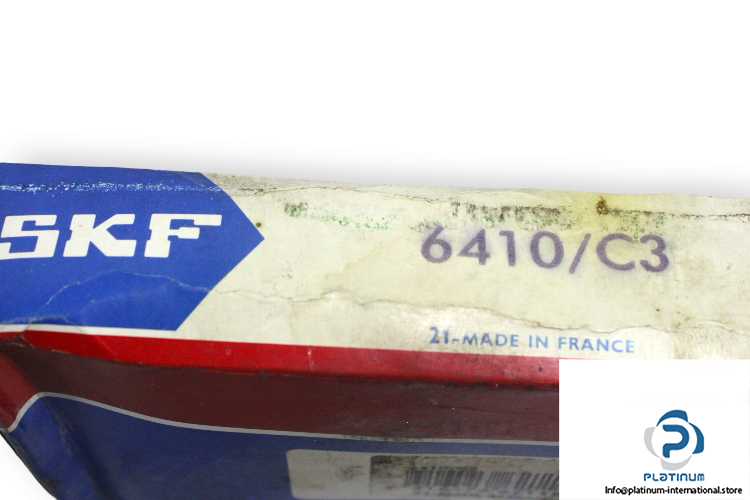 SKF
6410/C3
21-MADE IN FRANCE
PLATINUM
Info@platinum-international.store